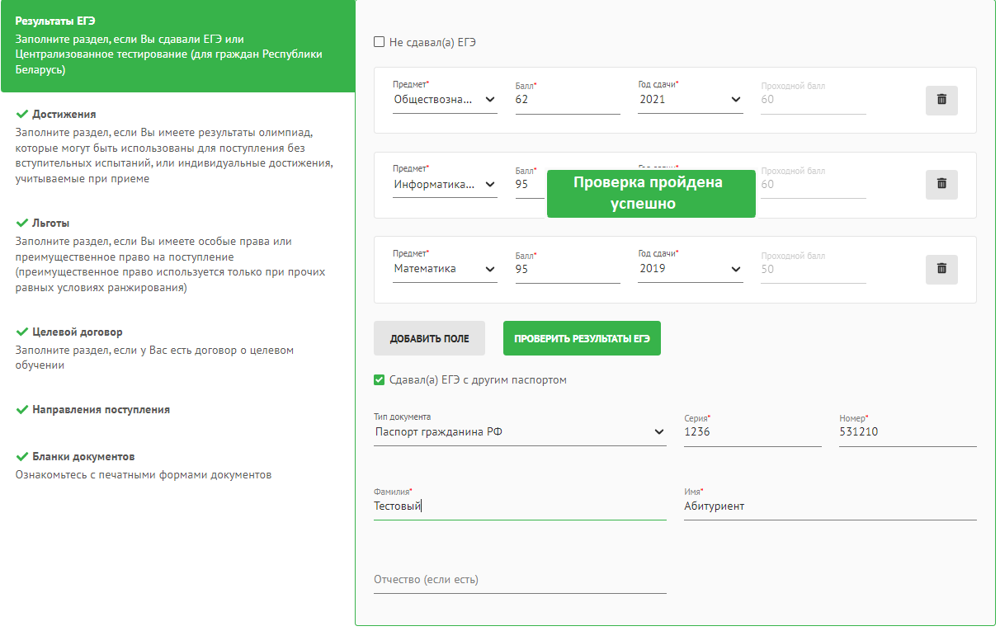 Результаты ЕГЭ
Заполните раздел, если Вы сдавали ЕГЭ или
Централизованное тестирование (для граждан Республики
Беларусь)
Достижения
Заполните раздел, если Вы имеете результаты олимпиад,
которые могут быть использованы для поступления без
вступительных испытаний, или индивидуальные достижения,
учитываемые при приеме
Льготы
Заполните раздел, если Вы имеете особые права или
преимущественное право на поступление
(преимущественное право используется только при прочих
равных условиях ранжирования)
Целевой договор
Заполните раздел, если у Вас есть договор о целевом
обучении
Направления поступления
Бланки документов
Ознакомьтесь с печатными формами документов
Не сдавал(а) ЕГЭ
Предмет* Балл* Год сдачи* Проходной балл
Обществозна... 62 2021 60
Предмет* Балл* Проходной балл
Информатика... 95 60
Проверка пройдена
успешно
Предмет* Балл* Год сдачи* Проходной балл
Математика 95 2019 50
ДОБАВИТЬ ПОЛЕ ПРОВЕРИТЬ РЕЗУЛЬТАТЫ ЕГЭ
Сдавал(а) ЕГЭ с другим паспортом
Тип документа Серия* Номер*
Паспорт гражданина РФ 1236 531210
Фамилия* Имя*
Тестовый Абитуриент
Отчество (если есть)